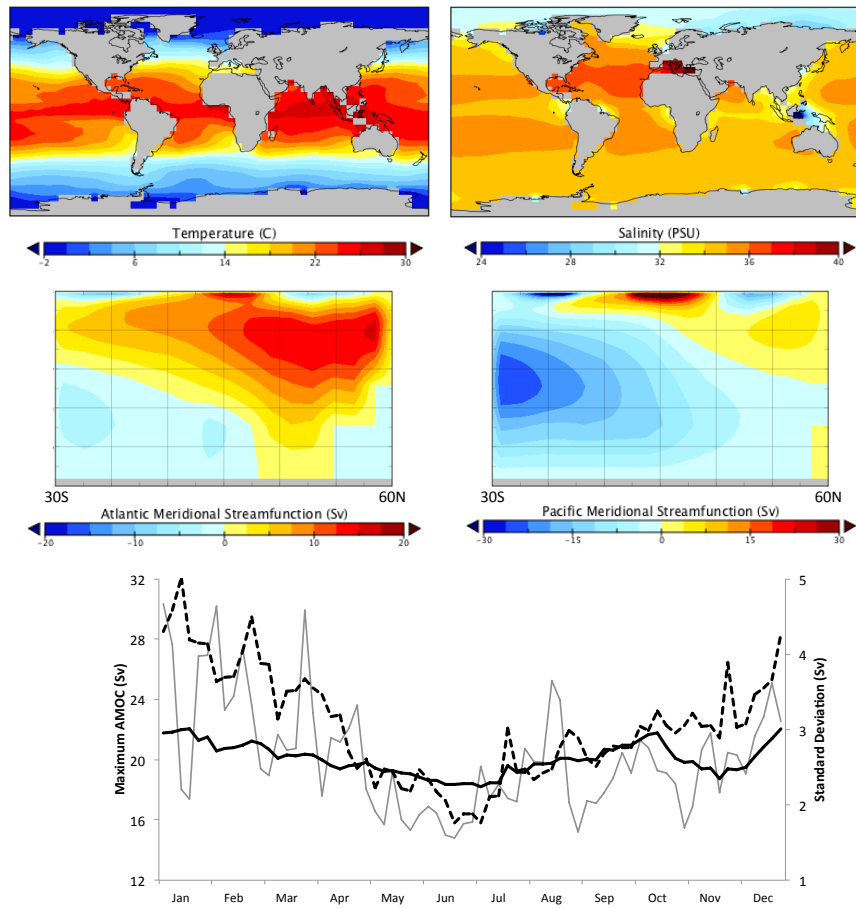 Temperature (C)
-2 6 14 22 30
Salinity (PSU)
24 28 32 36 40
30S 60N
30S 60N
Atlantic Meridional Streamfunction (Sv)
-20 -10 0 10 20
Pacific Meridional Streamfunction (Sv)
-30 -15 0 15 30
Maximum AMOC (Sv)
32
28
24
20
16
12
5
4
3
2
1
Standard Deviation (Sv)
Jan Feb Mar Apr May Jun Jul Aug Sep Oct Nov Dec